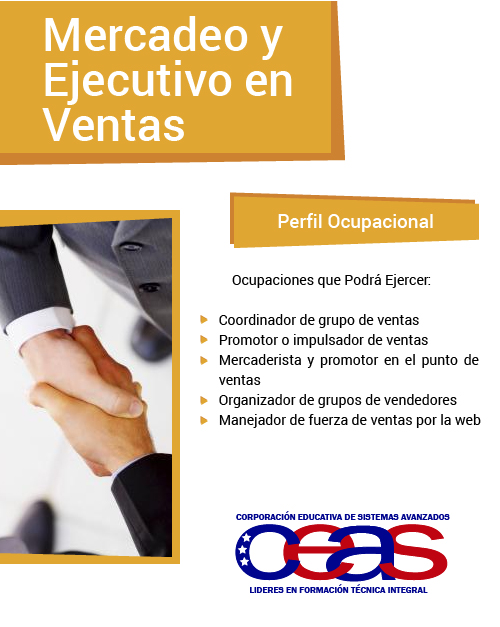 Mercadeo y
Ejecutivo en
Ventas
Perfil Ocupacional
Ocupaciones que Podrá Ejercer:
Coordinador de grupo de ventas
Promotor o impulsador de ventas
Mercaderista y promotor en el punto de
ventas
Organizador de grupos de vendedores
Manejador de fuerza de ventas por la web
CORPORACIÓN EDUCATIVA DE SISTEMAS AVANZADOS
ceas
LIDERES EN FORMACIÓN TÉCNICA INTEGRAL